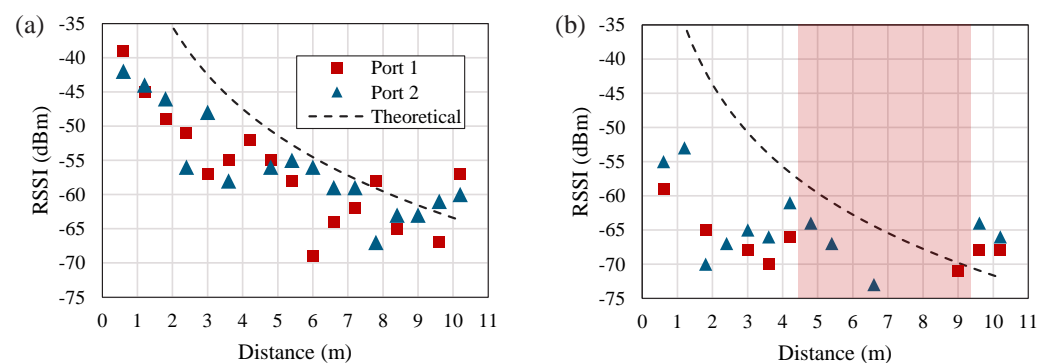 (a)
-35
-40
-45
-50
-55
-60
-65
-70
-75
RSSI (dBm)
0 1 2 3 4 5 6 7 8 9 10 11
Distance (m)
Port 1
Port 2
Theoretical
(b)
-35
-40
-45
-50
-55
-60
-65
-70
-75
RSSI (dBm)
0 1 2 3 4 5 6 7 8 9 10 11
Distance (m)